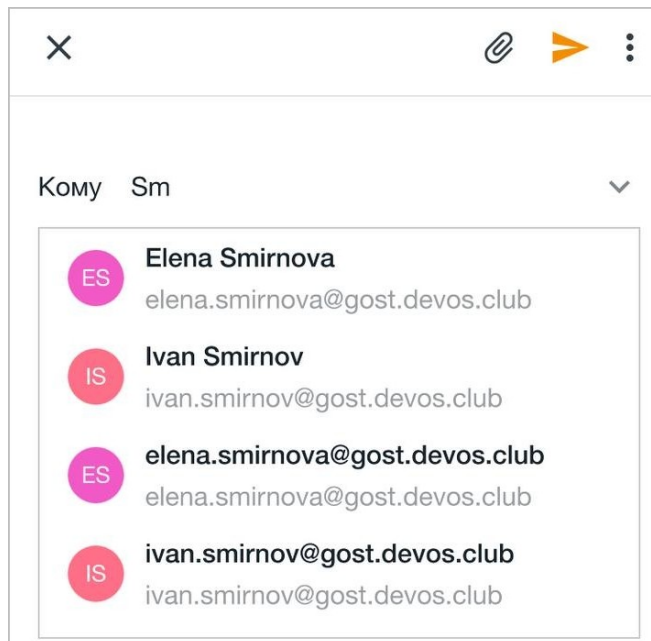 Кому Sm
ES
Elena Smirnova
elena.smirnova@gost.devos.club
IS
Ivan Smirnov
ivan.smirnov@gost.devos.club
ES
elena.smirnova@gost.devos.club
elena.smirnova@gost.devos.club
IS
ivan.smirnov@gost.devos.club
ivan.smirnov@gost.devos.club